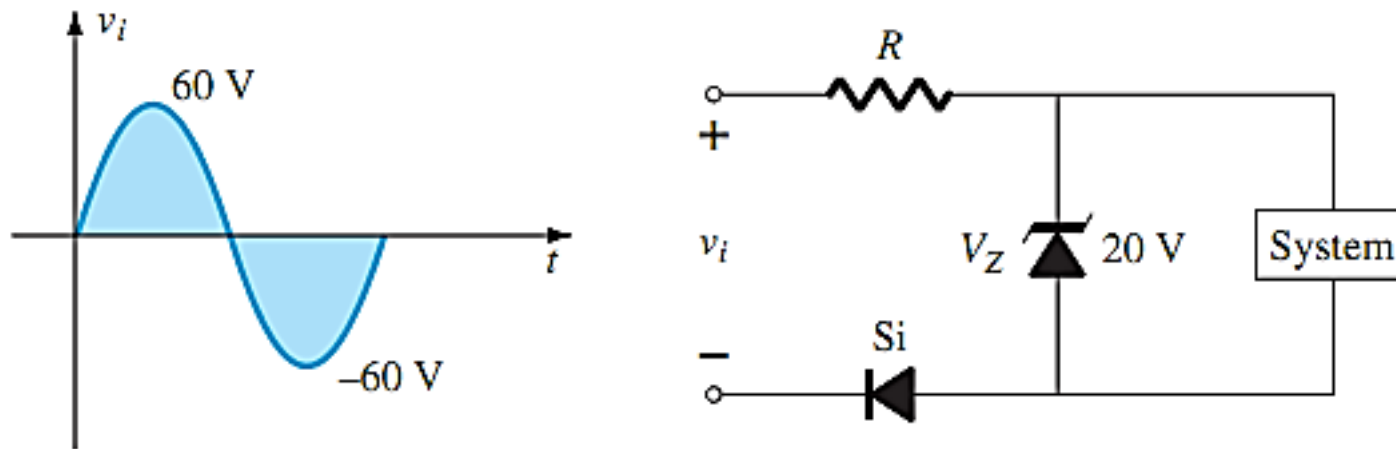 v_i
60 V
t
–60 V
R
+
v_i
V_Z
20 V
System
–
Si